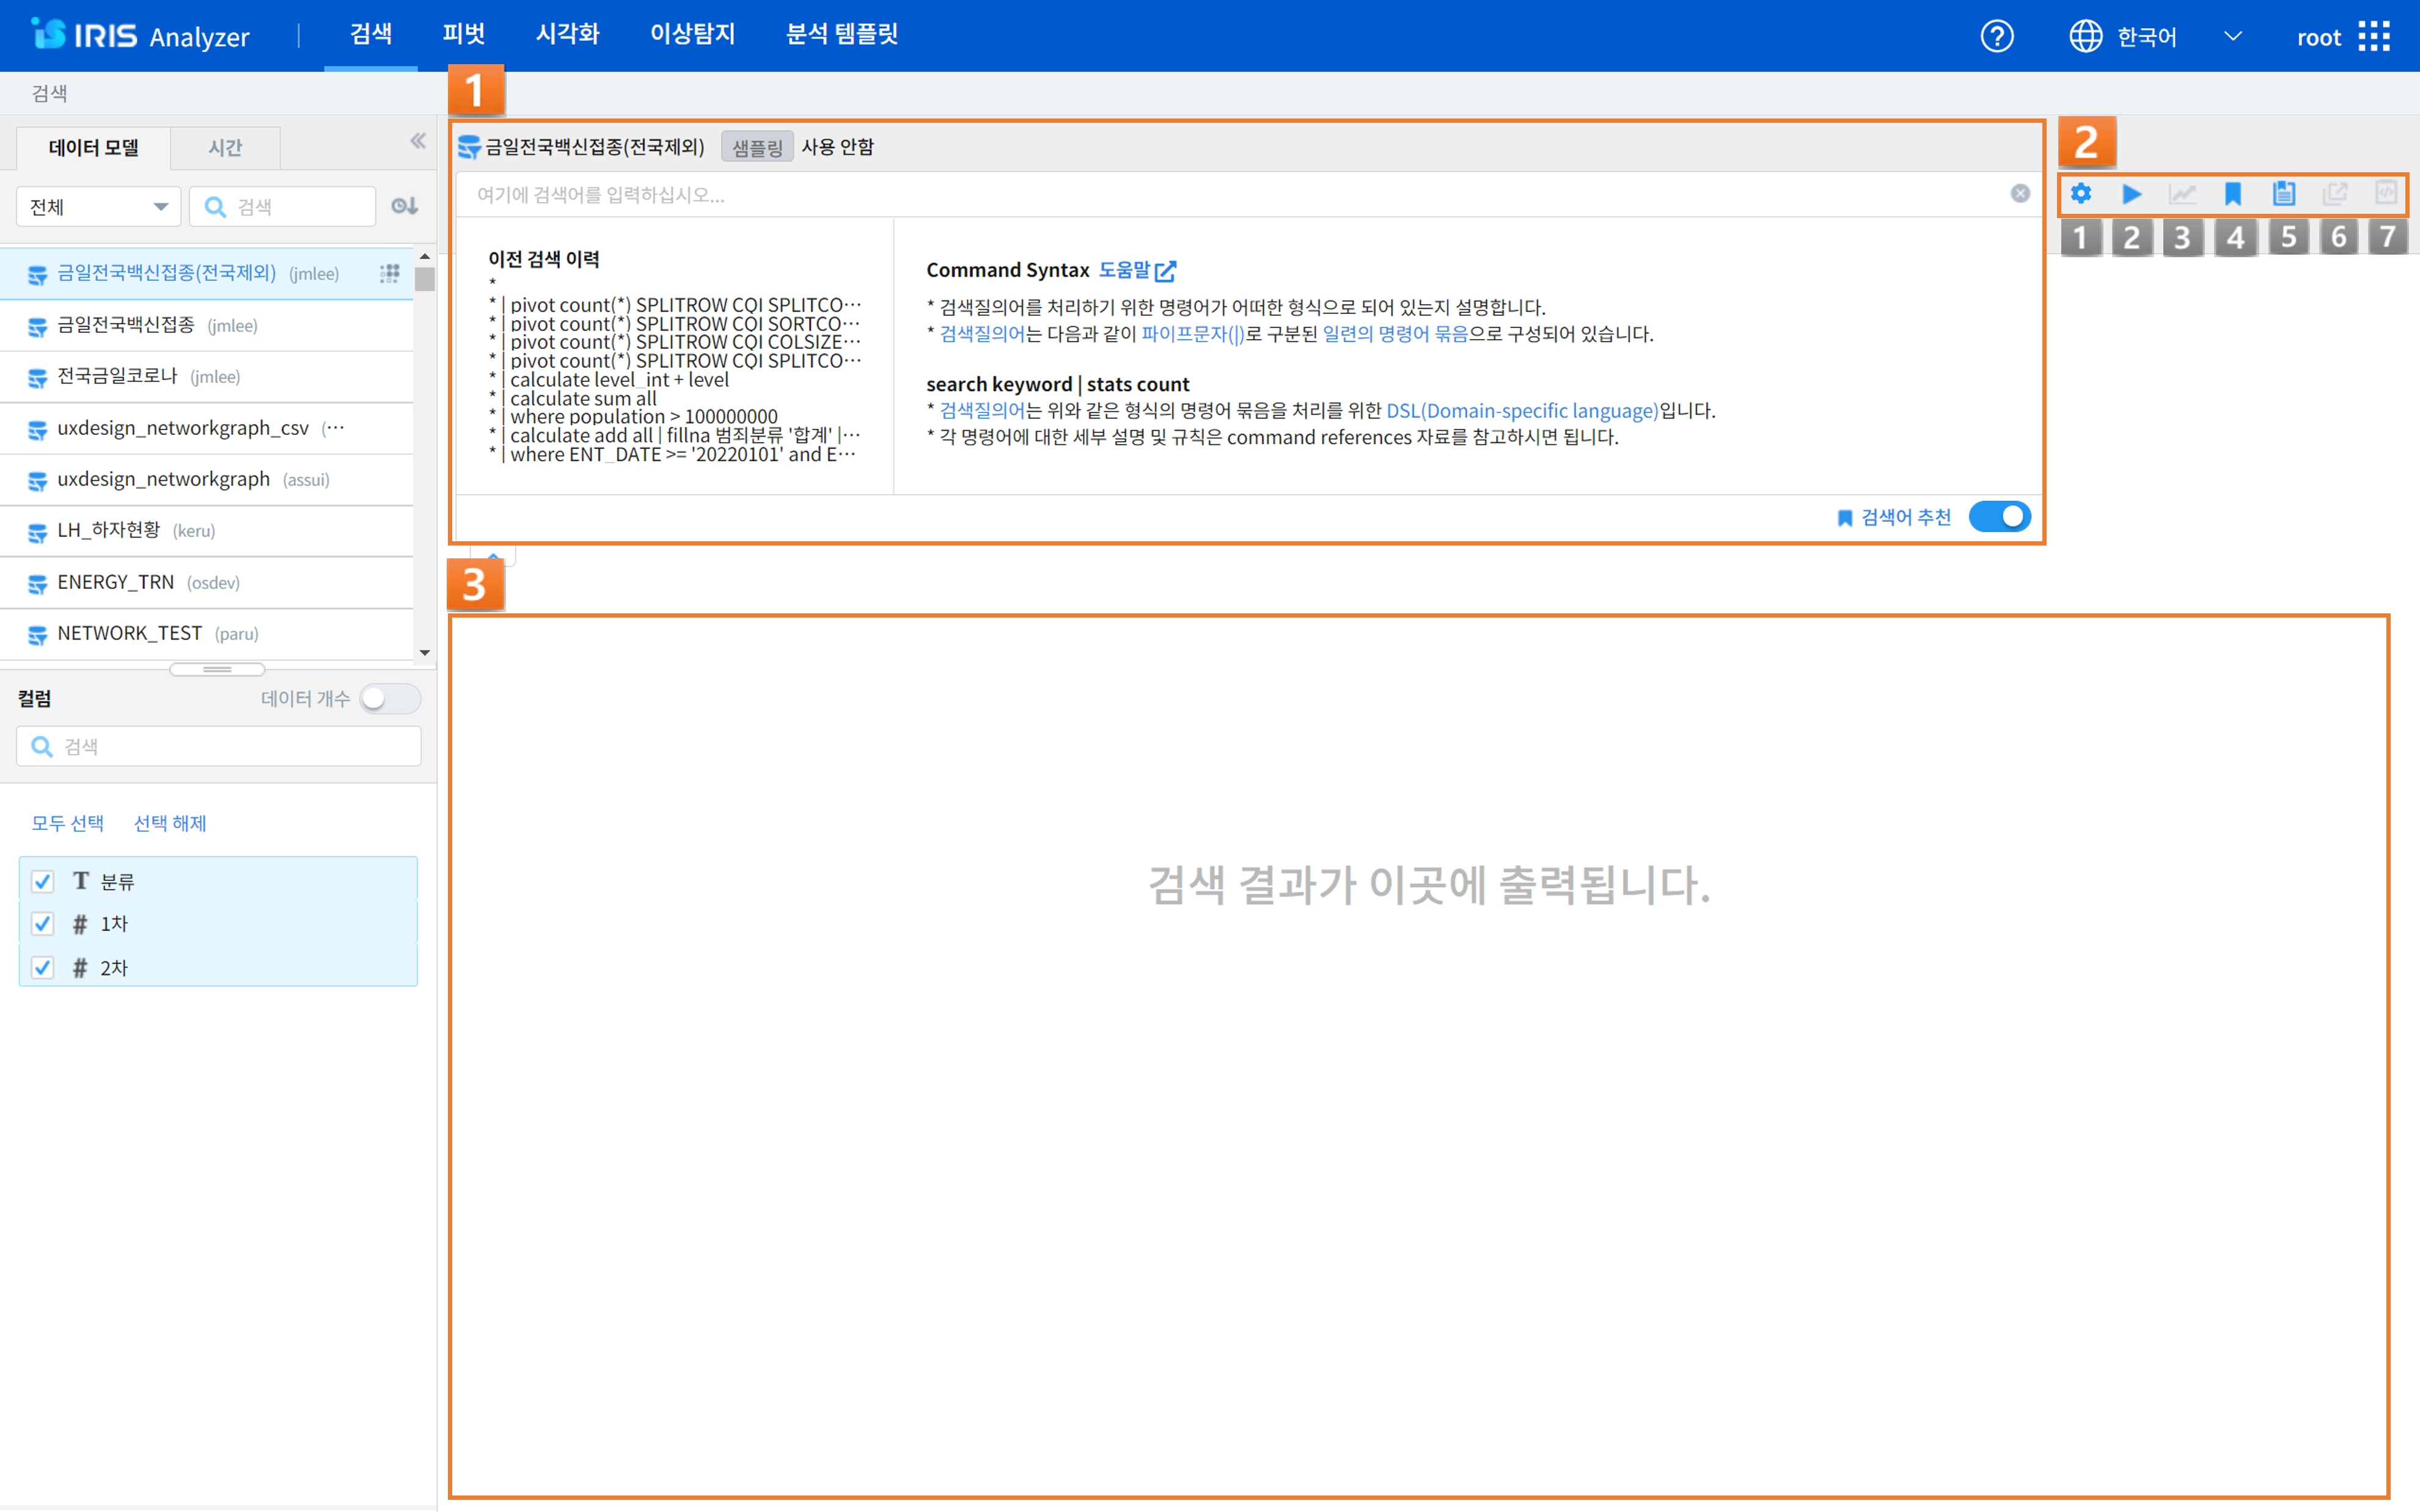 IRIS Analyzer
검색
피벗
시각화
이상탐지
분석 템플릿
한국어
root
검색
1
데이터 모델
시간
금일전국백신접종(전국제외) 샘플링 사용 안함
2
전체
검색
여기에 검색어를 입력하십시오...
1 2 3 4 5 6 7
금일전국백신접종(전국제외) (jmlee)
금일전국백신접종 (jmlee)
전국금일코로나 (jmlee)
uxdesign_networkgraph_csv (···
uxdesign_networkgraph (assui)
LH_하자현황 (keru)
ENERGY_TRN (osdev)
NETWORK_TEST (paru)
이전 검색 이력
*
* | pivot count(*) SPLITROW CQI SPLITCO···
* | pivot count(*) SPLITROW CQI SORTCO···
* | pivot count(*) SPLITROW CQI COLSIZE···
* | pivot count(*) SPLITROW CQI SPLITCO···
* | calculate level_int + level
* | calculate sum all
* | where population > 100000000
* | calculate add all | fillna 범죄분류 '합계' |···
* | where ENT_DATE >= '20220101' and E···
Command Syntax 도움말
* 검색질의어를 처리하기 위한 명령어가 어떠한 형식으로 되어 있는지 설명합니다.
* 검색질의어는 다음과 같이 파이프문자(|)로 구분된 일련의 명령어 묶음으로 구성되어 있습니다.
search keyword | stats count
* 검색질의어는 위와 같은 형식의 명령어 묶음을 처리를 위한 DSL(Domain-specific language)입니다.
* 각 명령어에 대한 세부 설명 및 규칙은 command references 자료를 참고하시면 됩니다.
검색어 추천
3
컬럼
데이터 개수
검색
모두 선택
선택 해제
T 분류
# 1차
# 2차
검색 결과가 이곳에 출력됩니다.